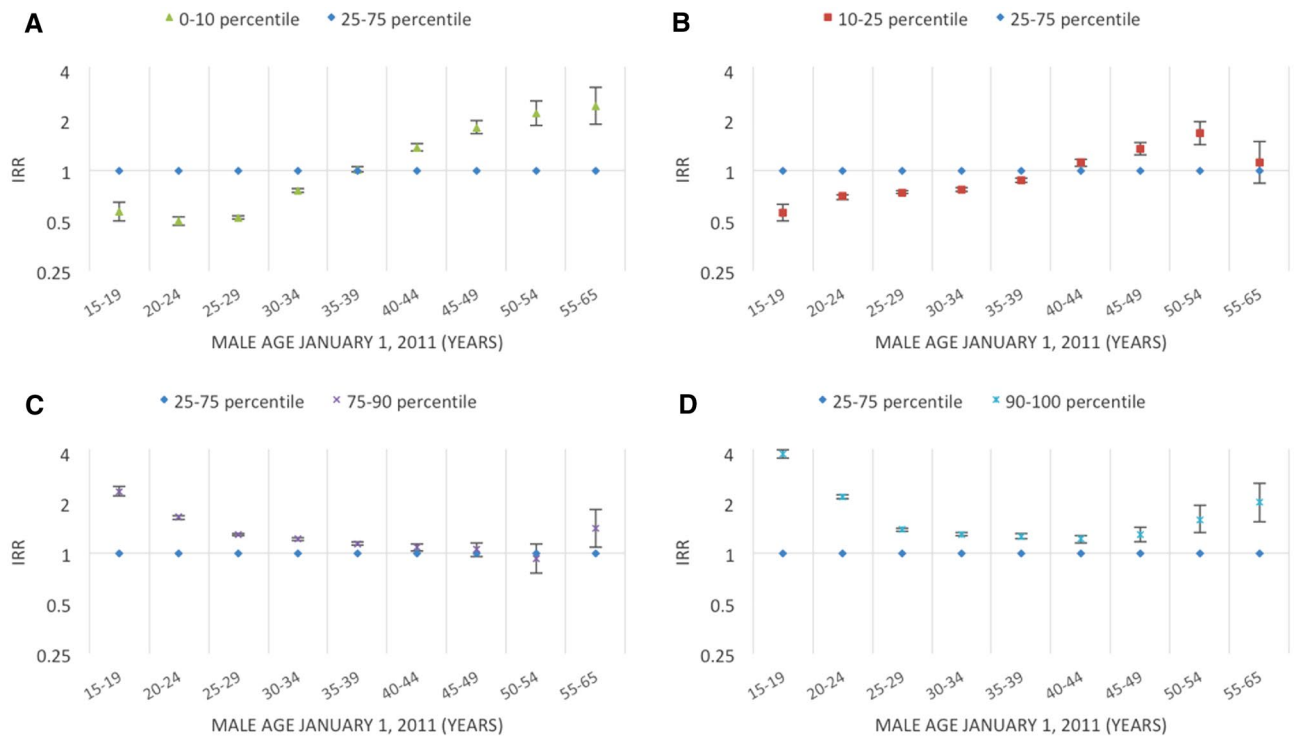 A
0-10 percentile 25-75 percentile
4
2
1
0.5
0.25
IRR
15-19 20-24 25-29 30-34 35-39 40-44 45-49 50-54 55-65
MALE AGE JANUARY 1, 2011 (YEARS)
B
10-25 percentile 25-75 percentile
4
2
1
0.5
0.25
IRR
15-19 20-24 25-29 30-34 35-39 40-44 45-49 50-54 55-65
MALE AGE JANUARY 1, 2011 (YEARS)
C
25-75 percentile 75-90 percentile
4
2
1
0.5
0.25
IRR
15-19 20-24 25-29 30-34 35-39 40-44 45-49 50-54 55-65
MALE AGE JANUARY 1, 2011 (YEARS)
D
25-75 percentile 90-100 percentile
4
2
1
0.5
0.25
IRR
15-19 20-24 25-29 30-34 35-39 40-44 45-49 50-54 55-65
MALE AGE JANUARY 1, 2011 (YEARS)